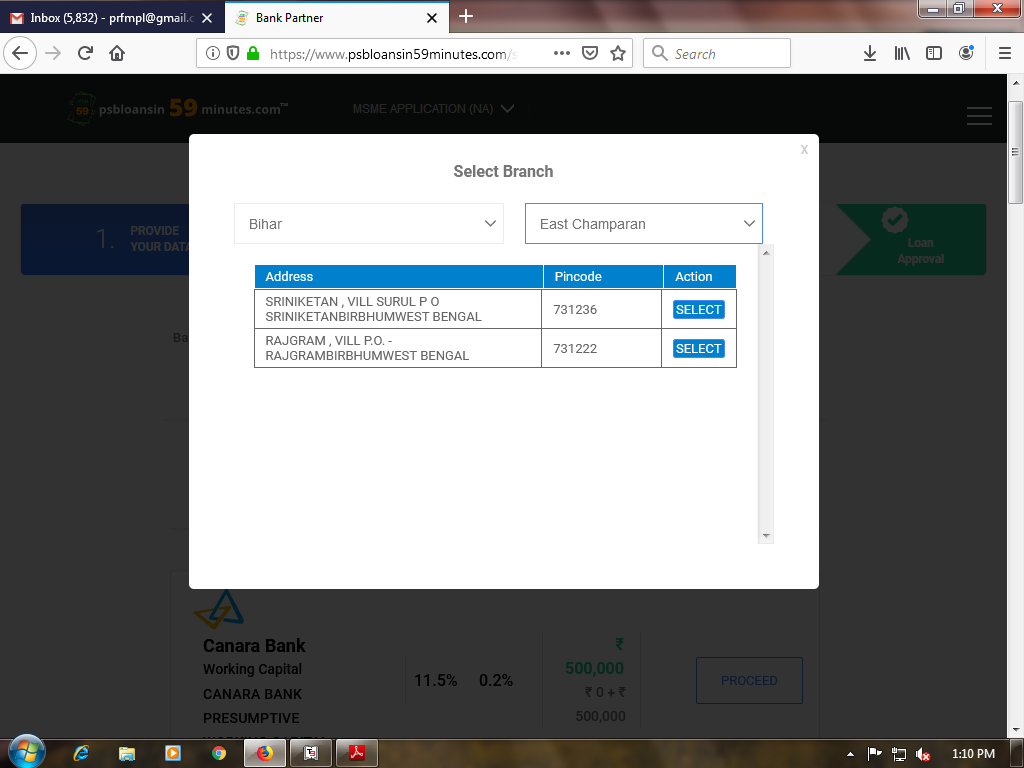 Inbox (5,832) - prfmpl@gmail.c
Bank Partner
https://www.psbloansin59minutes.com/s
Search
psbloansin 59 minutes.com™
MSME APPLICATION (NA)
X
Select Branch
Bihar
East Champaran
1. PROVIDE
YOUR DATA
Loan
Approval
Address Pincode Action
SRINIKETAN , VILL SURUL P O
SRINIKETANBIRBHUMWEST BENGAL
731236
SELECT
RAJGRAM , VILL P.O. -
RAJGRAMBIRBHUMWEST BENGAL
731222
SELECT
Ba
Canara Bank
Working Capital
CANARA BANK
PRESUMPTIVE
11.5%
0.2%
₹
500,000
₹ 0 + ₹
500,000
PROCEED
1:10 PM